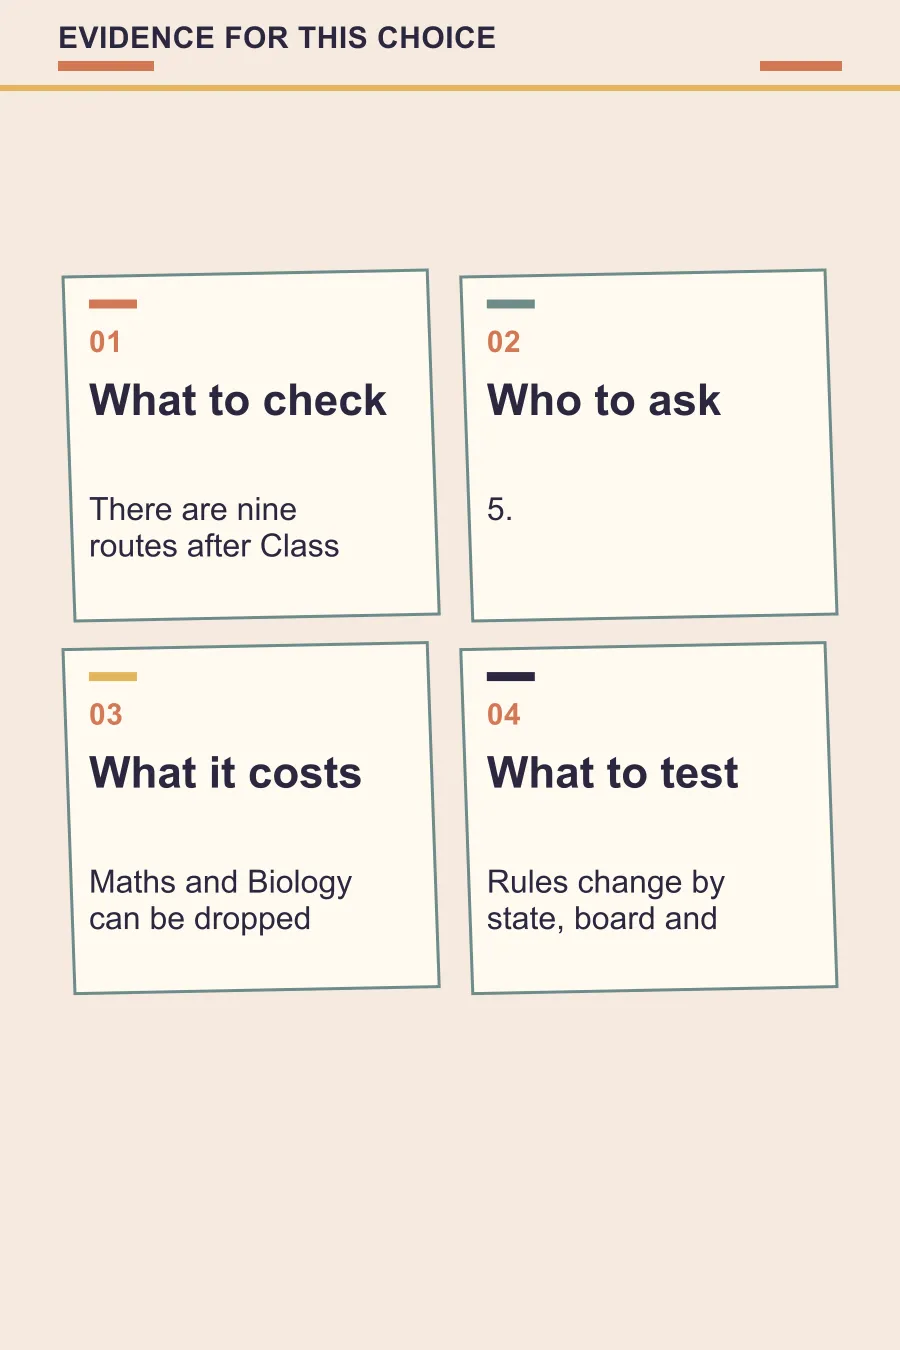 EVIDENCE FOR THIS CHOICE
01
What to check
There are nine
routes after Class
02
Who to ask
5.
03
What it costs
Maths and Biology
can be dropped
04
What to test
Rules change by
state, board and